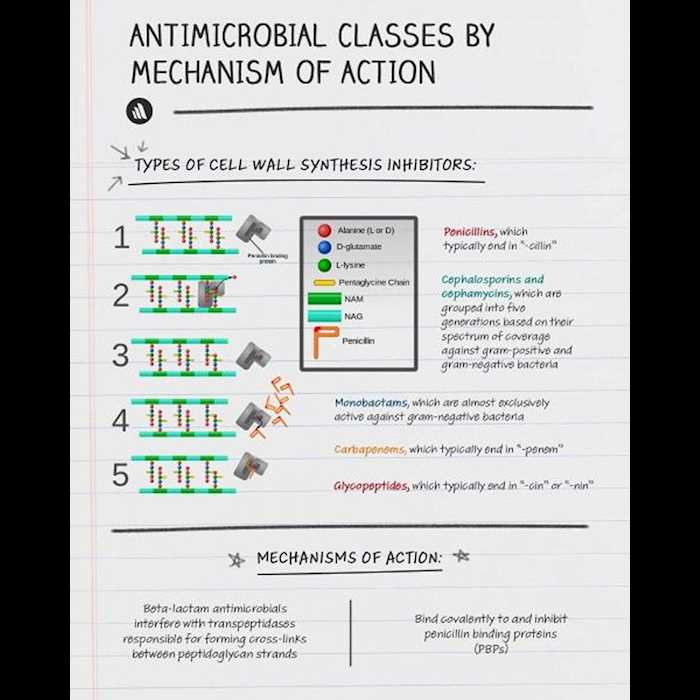 ANTIMICROBIAL CLASSES BY
MECHANISM OF ACTION
TYPES OF CELL WALL SYNTHESIS INHIBITORS:
1
Penicillin binding
protein
2
3
4
5
Alanine (L or D)
D-glutamate
L-lysine
Pentaglycine Chain
NAM
NAG
Penicillin
Penicillins, which
typically end in "-cillin"
Cephalosporins and
cephamycins, which are
grouped into five
generations based on their
spectrum of coverage
against gram-positive and
gram-negative bacteria
Monobactams, which are almost exclusively
active against gram-negative bacteria
Carbapenems, which typically end in "-penem"
Glycopeptides, which typically end in "-cin" or "-nin"
MECHANISMS OF ACTION:
Beta-lactam antimicrobials
interfere with transpeptidases
responsible for forming cross-links
between peptidoglycan strands
Bind covalently to and inhibit
penicillin binding proteins
(PBPs)